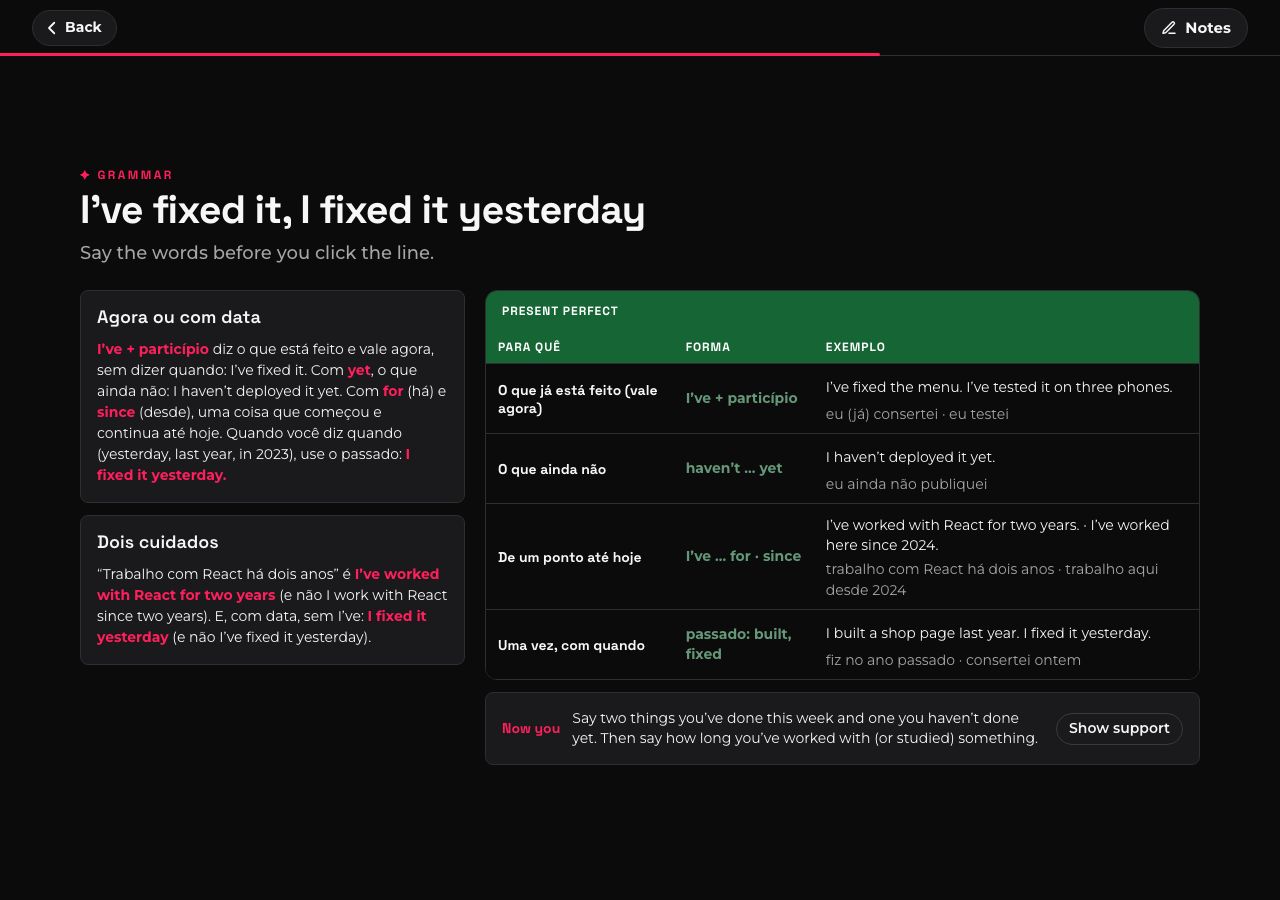 Back
Notes
GRAMMAR
I’ve fixed it, I fixed it yesterday
Say the words before you click the line.
Agora ou com data
I’ve + particípio diz o que está feito e vale agora,
sem dizer quando: I’ve fixed it. Com yet, o que
ainda não: I haven’t deployed it yet. Com for (há) e
since (desde), uma coisa que começou e
continua até hoje. Quando você diz quando
(yesterday, last year, in 2023), use o passado: I
fixed it yesterday.
Dois cuidados
“Trabalho com React há dois anos” é I’ve worked
with React for two years (e não I work with React
since two years). E, com data, sem I’ve: I fixed it
yesterday (e não I’ve fixed it yesterday).
PRESENT PERFECT
PARA QUÊ FORMA EXEMPLO
O que já está feito (vale
agora)
I’ve + particípio
I’ve fixed the menu. I’ve tested it on three phones.
eu (já) consertei · eu testei
O que ainda não
haven’t … yet
I haven’t deployed it yet.
eu ainda não publiquei
De um ponto até hoje
I’ve … for · since
I’ve worked with React for two years. · I’ve worked
here since 2024.
trabalho com React há dois anos · trabalho aqui
desde 2024
Uma vez, com quando
passado: built,
fixed
I built a shop page last year. I fixed it yesterday.
fiz no ano passado · consertei ontem
Now you
Say two things you’ve done this week and one you haven’t done
yet. Then say how long you’ve worked with (or studied) something.
Show support